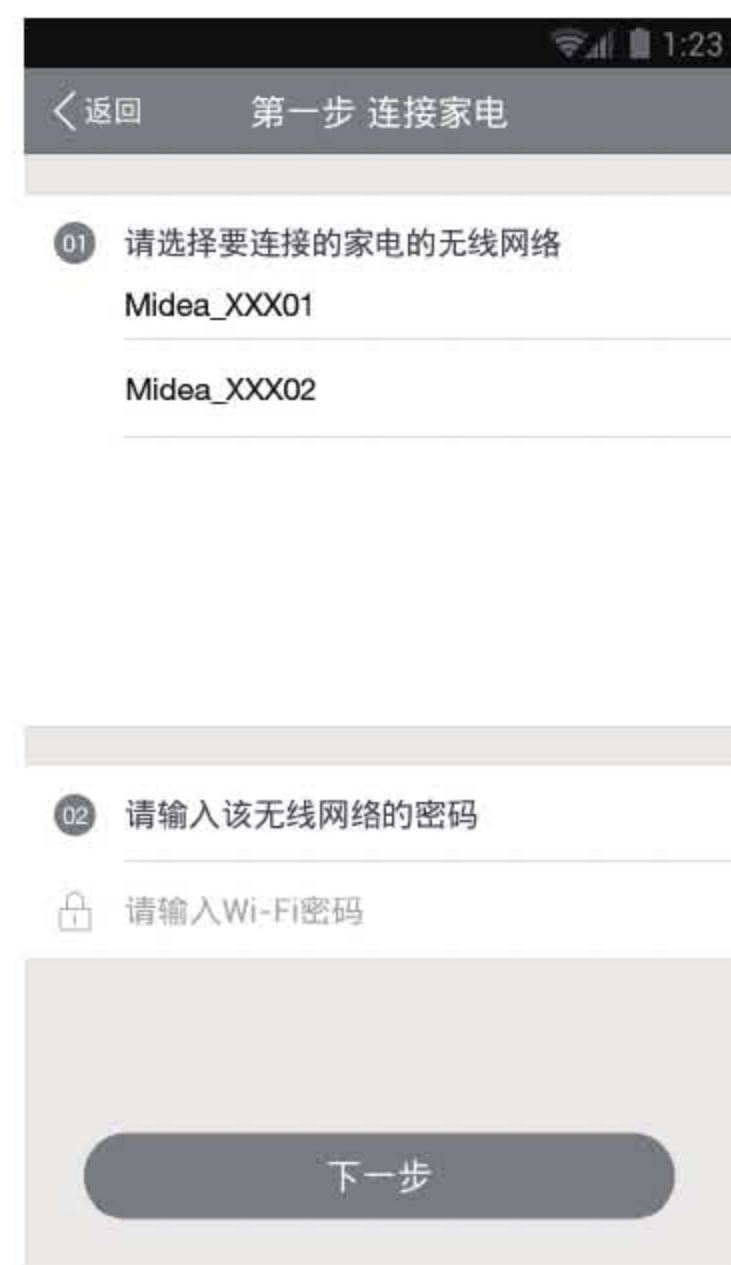 1:23
返回 第一步 连接家电
01 请选择要连接的家电的无线网络
Midea_XXX01
Midea_XXX02
02 请输入该无线网络的密码
请输入Wi-Fi密码
下一步